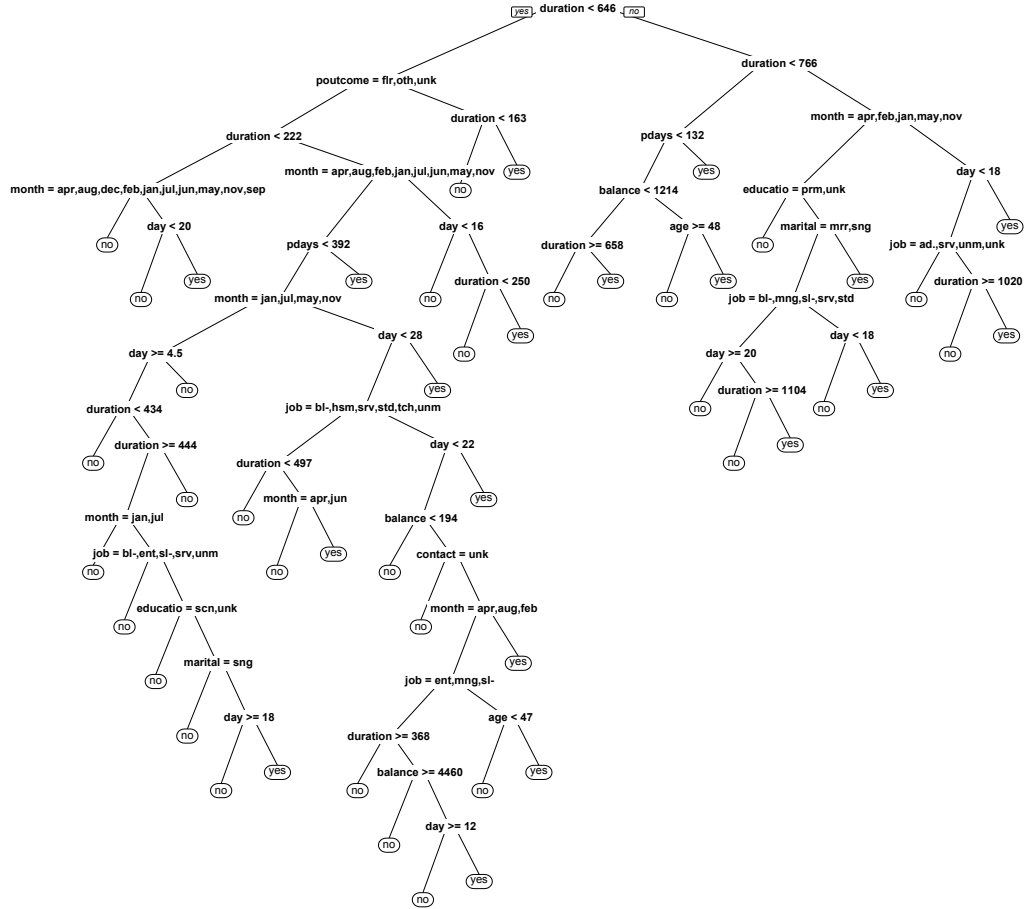 yes duration < 646 no
duration < 766
poutcome = flr,oth,unk
month = apr,feb,jan,may,nov
duration < 163
duration < 222
pdays < 132
month = apr,aug,feb,jan,jul,jun,may,nov
yes
yes
day < 18
month = apr,aug,dec,feb,jan,jul,jun,may,nov,sep
no
balance < 1214
educatio = prm,unk
day < 20
day < 16
age >= 48
marital = mrr,sng
yes
no
pdays < 392
duration >= 658
no
job = ad.,srv,unm,unk
yes
yes
duration < 250
yes
yes
yes
duration >= 1020
no
month = jan,jul,may,nov
no
no
no
job = bl-,mng,sl-,srv,std
no
day < 28
yes
day < 18
yes
day >= 4.5
no
day >= 20
no
no
yes
duration >= 1104
yes
duration < 434
job = bl-,hsm,srv,std,tch,unm
no
no
duration >= 444
day < 22
yes
no
duration < 497
no
no
month = apr,jun
yes
month = jan,jul
no
balance < 194
job = bl-,ent,sl-,srv,unm
yes
contact = unk
no
no
no
educatio = scn,unk
month = apr,aug,feb
no
no
marital = sng
yes
no
job = ent,mng,sl-
day >= 18
age < 47
no
duration >= 368
yes
balance >= 4460
yes
no
no
no
day >= 12
no
yes
no